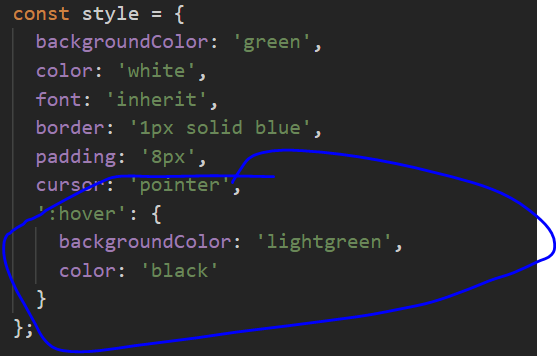 const style = {
backgroundColor: 'green',
color: 'white',
font: 'inherit',
border: '1px solid blue',
padding: '8px',
cursor: 'pointer',
':hover': {
backgroundColor: 'lightgreen',
color: 'black'
}
};